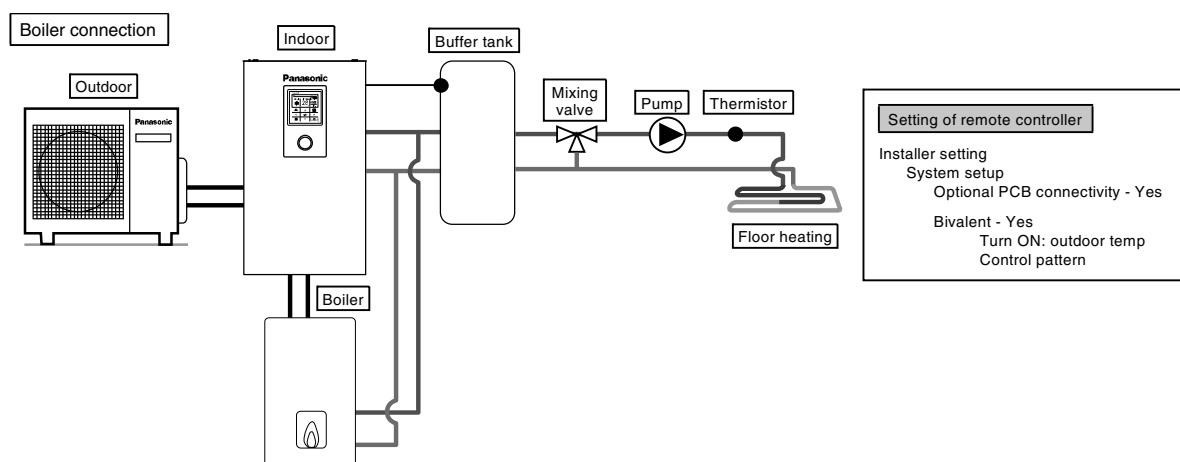 Boiler connection
Outdoor
Panasonic
Indoor
Panasonic
Boiler
Buffer tank
Mixing
valve
Pump
Thermistor
Floor heating
Setting of remote controller
Installer setting
System setup
Optional PCB connectivity - Yes
Bivalent - Yes
Turn ON: outdoor temp
Control pattern